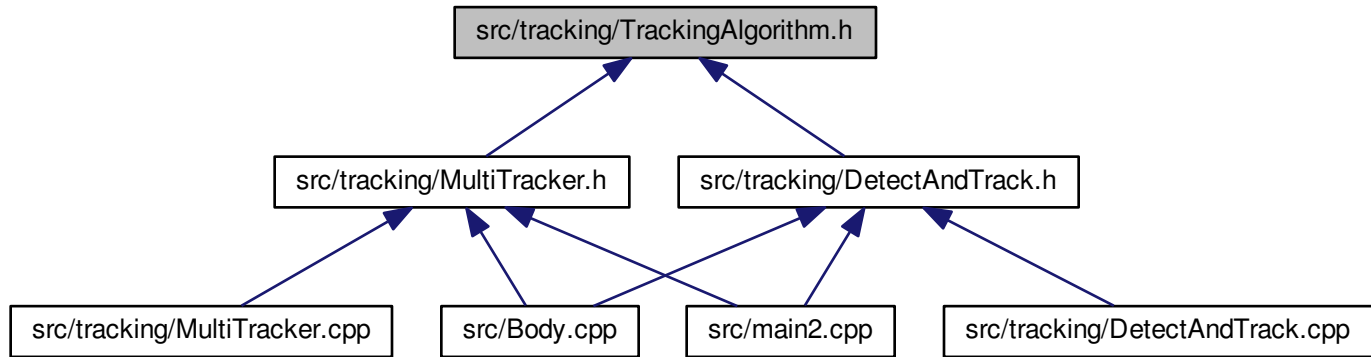 src/tracking/TrackingAlgorithm.h
src/tracking/MultiTracker.h
src/tracking/DetectAndTrack.h
src/tracking/MultiTracker.cpp
src/Body.cpp
src/main2.cpp
src/tracking/DetectAndTrack.cpp